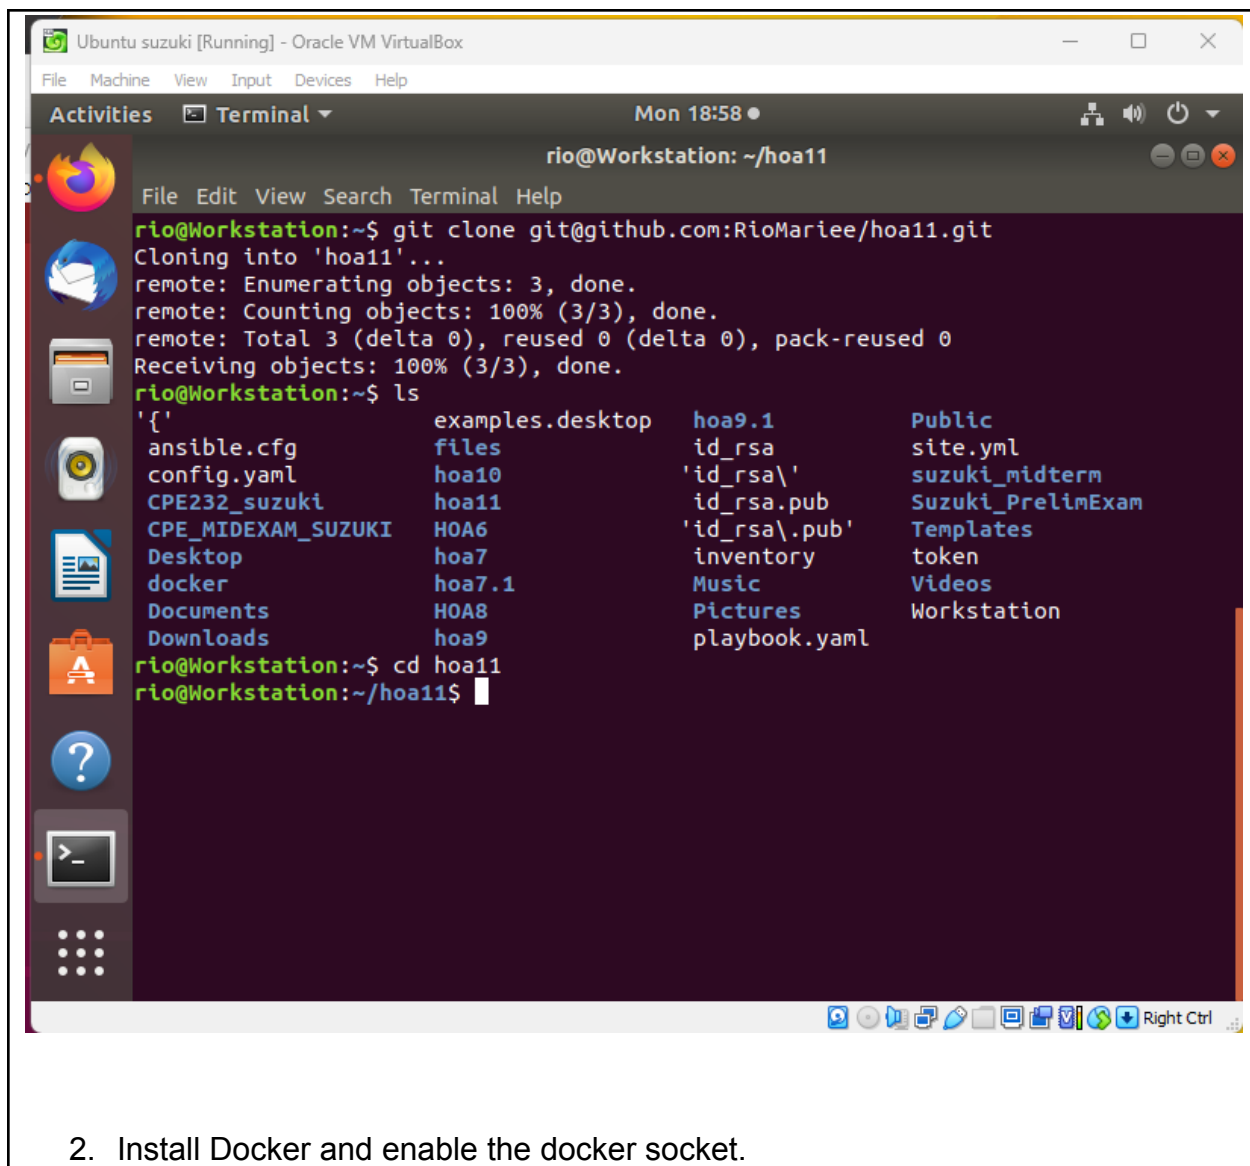 Ubuntu suzuki [Running] - Oracle VM VirtualBox
File Machine View Input Devices Help
Activities Terminal Mon 18:58
rio@Workstation: ~/hoa11
File Edit View Search Terminal Help
rio@Workstation:~$ git clone git@github.com:RioMariee/hoa11.git
Cloning into 'hoa11'...
remote: Enumerating objects: 3, done.
remote: Counting objects: 100% (3/3), done.
remote: Total 3 (delta 0), reused 0 (delta 0), pack-reused 0
Receiving objects: 100% (3/3), done.
rio@Workstation:~$ ls
'{' examples.desktop hoa9.1 Public
ansible.cfg files id_rsa site.yml
config.yaml hoa10 'id_rsa\' suzuki_midterm
CPE232_suzuki hoa11 id_rsa.pub Suzuki_PrelimExam
CPE_MIDEXAM_SUZUKI HOA6 'id_rsa\.pub' Templates
Desktop hoa7 inventory token
docker hoa7.1 Music Videos
Documents HOA8 Pictures Workstation
Downloads hoa9 playbook.yaml
rio@Workstation:~$ cd hoa11
rio@Workstation:~/hoa11$
Right Ctrl
2. Install Docker and enable the docker socket.